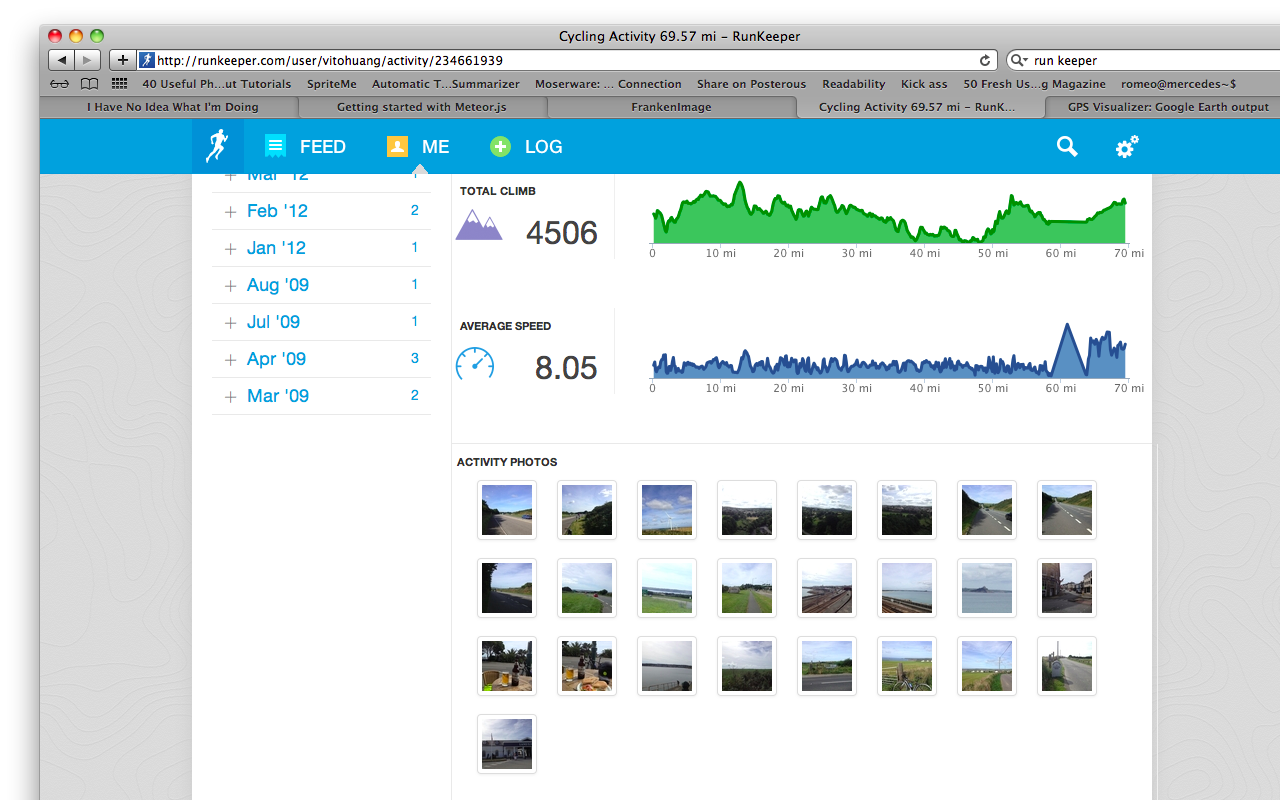 Cycling Activity 69.57 mi – RunKeeper
http://runkeeper.com/user/vitohuang/activity/234661939
run keeper
40 Useful Ph...ut Tutorials SpriteMe Automatic T...Summarizer Moserware: ... Connection Share on Posterous Readability Kick ass 50 Fresh Us...g Magazine romeo@mercedes~$
I Have No Idea What I'm Doing Getting started with Meteor.js FrankenImage Cycling Activity 69.57 mi – RunK... GPS Visualizer: Google Earth output
FEED ME LOG
Mar '12 1
Feb '12 2
Jan '12 1
Aug '09 1
Jul '09 1
Apr '09 3
Mar '09 2
TOTAL CLIMB
4506
0 10 mi 20 mi 30 mi 40 mi 50 mi 60 mi 70 mi
AVERAGE SPEED
8.05
0 10 mi 20 mi 30 mi 40 mi 50 mi 60 mi 70 mi
ACTIVITY PHOTOS